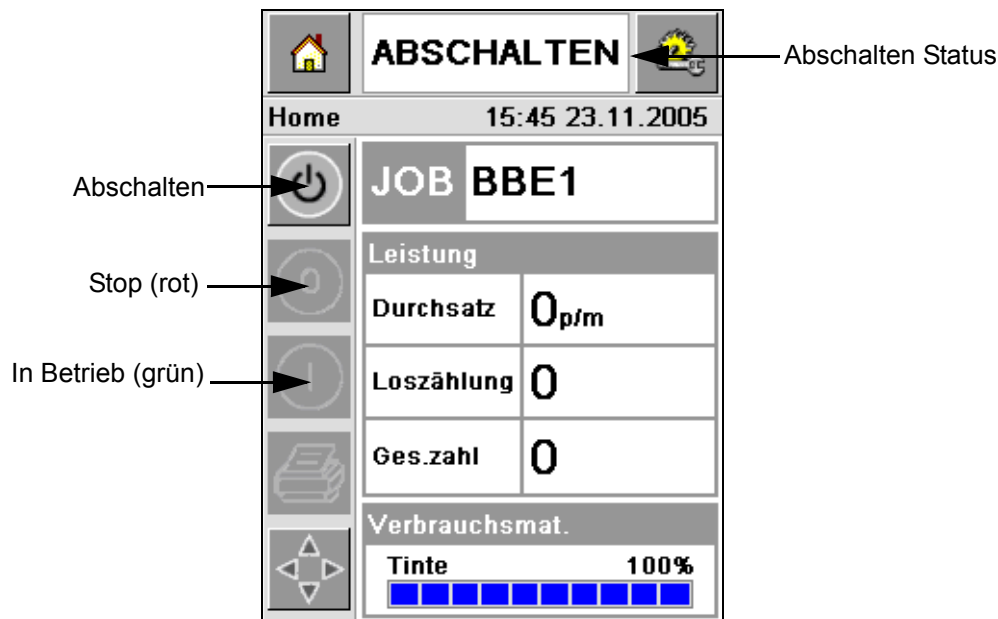 ABSCHALTEN
Abschalten Status
Home 15:45 23.11.2005
Abschalten
JOB BBE1
Leistung
Stop (rot)
Durchsatz 0p/m
In Betrieb (grün)
Loszählung 0
Ges.zahl 0
Verbrauchsmat.
Tinte 100%